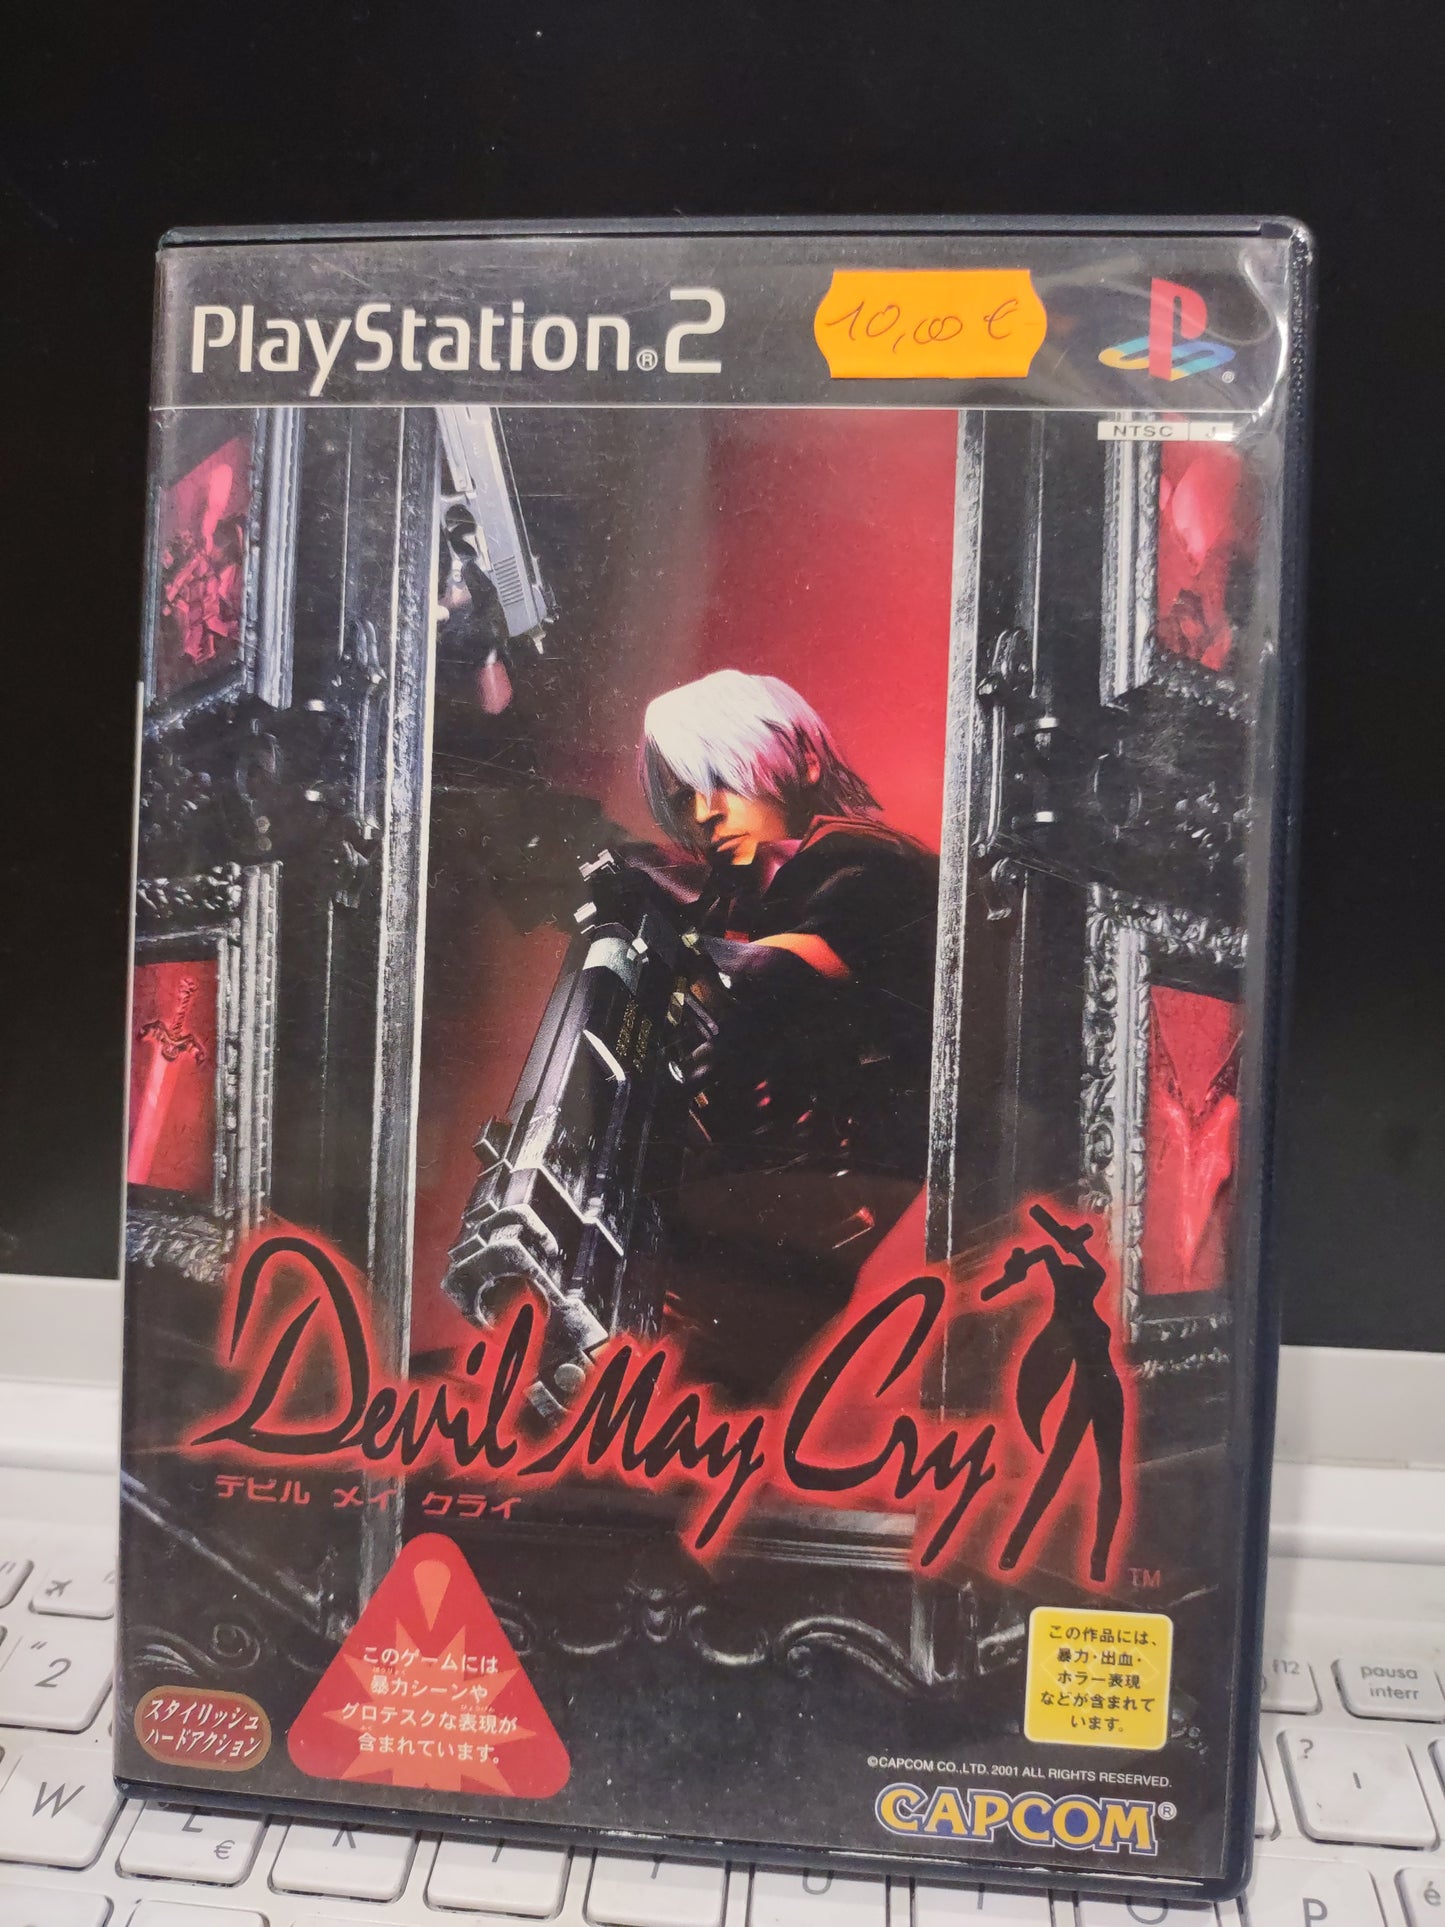 PlayStation®2
10,00 €
NTSC J
Devil May Cry
TM
デビル メイ クライ
このゲームには
暴力シーンや
グロテスクな表現が
含まれています。
スタイリッシュ
ハードアクション
この作品には、
暴力・出血・
ホラー表現
などが含まれて
います。
©CAPCOM CO.,LTD. 2001 ALL RIGHTS RESERVED.
CAPCOM®
" 2
f12
pausa
interr
W
€
R
T
Y
U
I
O
P
?
é